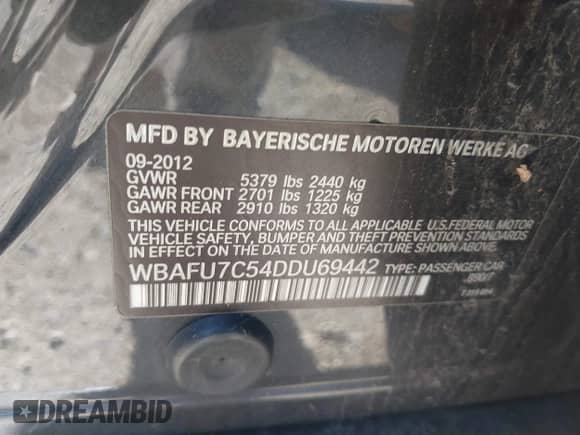 MFD BY BAYERISCHE MOTOREN WERKE AG
09-2012
GVWR 5379 lbs 2440 kg
GAWR FRONT 2701 lbs 1225 kg
GAWR REAR 2910 lbs 1320 kg
THIS VEHICLE CONFORMS TO ALL APPLICABLE U.S.FEDERAL MOTOR
VEHICLE SAFETY, BUMPER AND THEFT PREVENTION STANDARDS
IN EFFECT ON THE DATE OF MANUFACTURE SHOWN ABOVE.
WBAFU7C54DDU69442 TYPE: PASSENGER CAR
DREAMBID